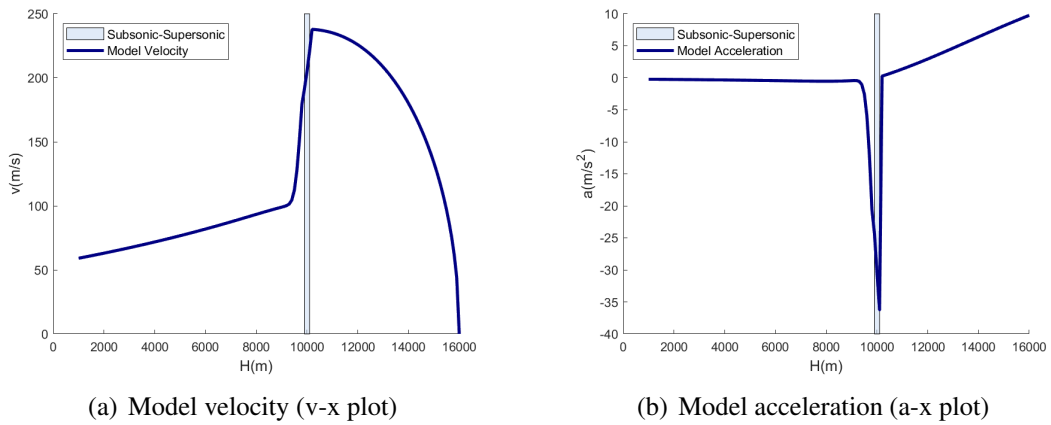 250
200
150
100
50
0
v(m/s)
Subsonic-Supersonic
Model Velocity
0 2000 4000 6000 8000 10000 12000 14000 16000
H(m)
(a) Model velocity (v-x plot)
10
5
0
-5
-10
-15
-20
-25
-30
-35
-40
a(m/s²)
Subsonic-Supersonic
Model Acceleration
0 2000 4000 6000 8000 10000 12000 14000 16000
H(m)
(b) Model acceleration (a-x plot)